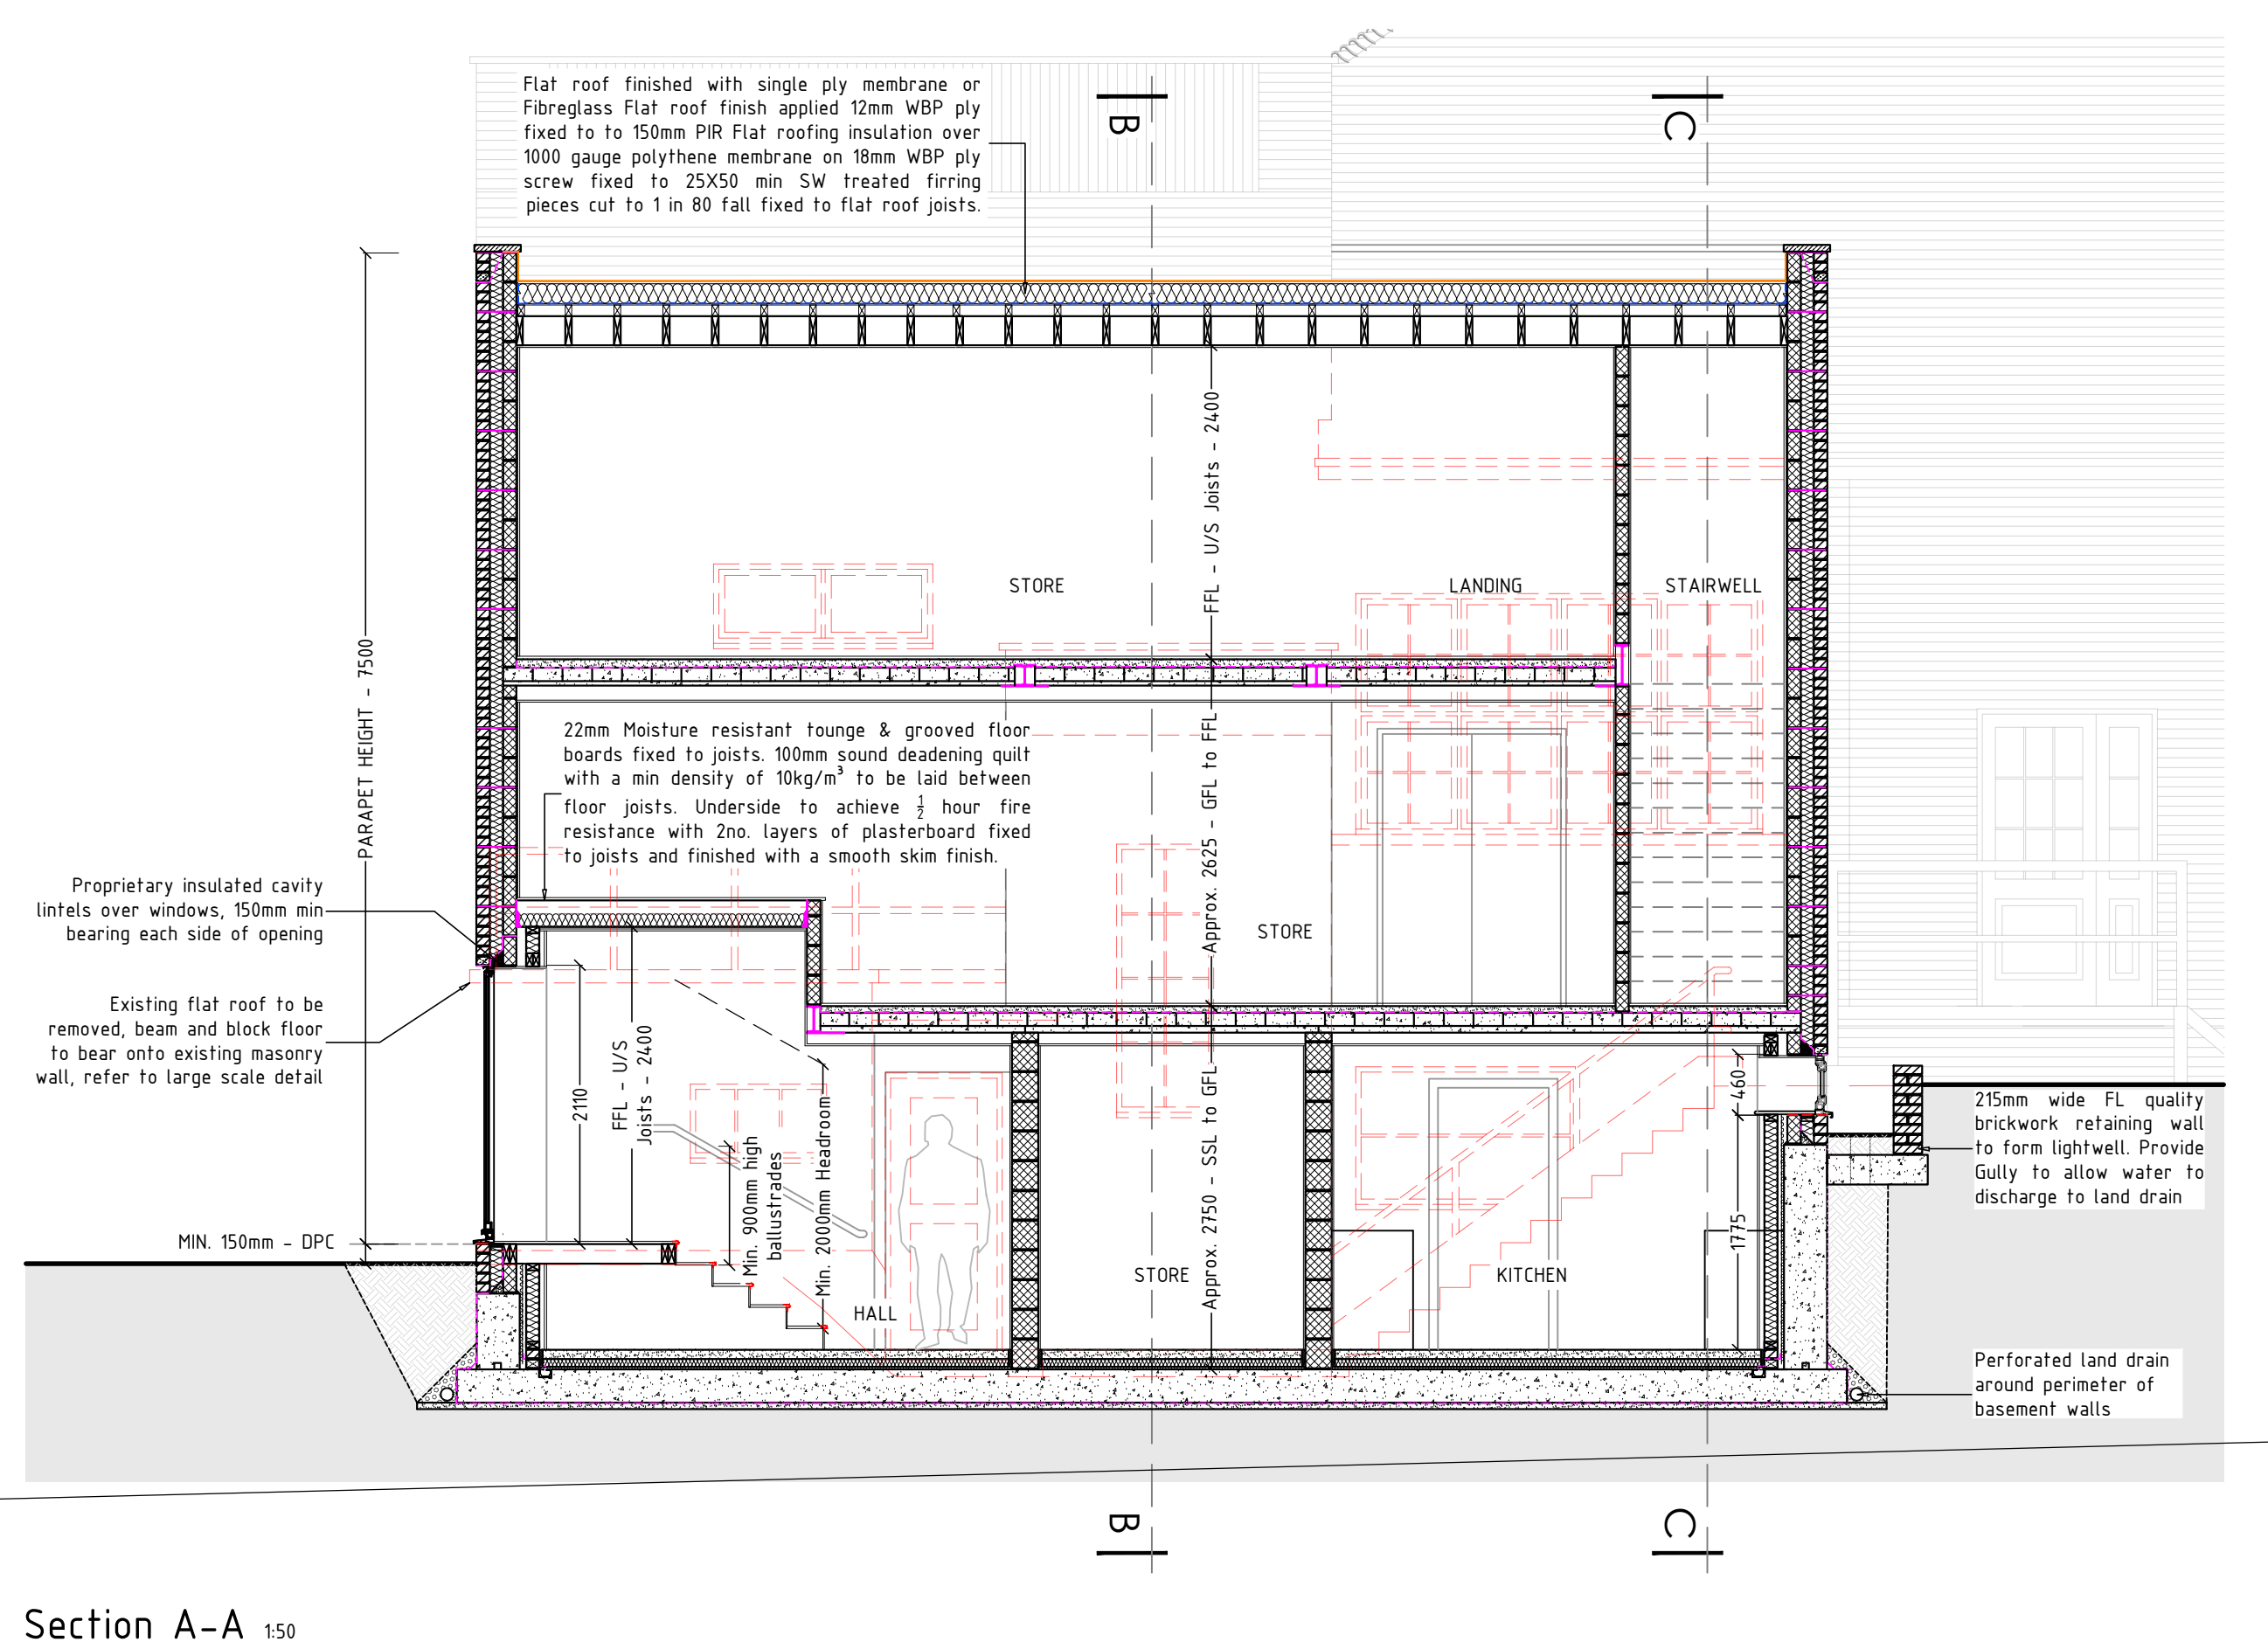 Flat roof finished with single ply membrane or
Fibreglass Flat roof finish applied 12mm WBP ply
fixed to to 150mm PIR Flat roofing insulation over
1000 gauge polythene membrane on 18mm WBP ply
screw fixed to 25X50 min SW treated firring
pieces cut to 1 in 80 fall fixed to flat roof joists.
B
C
FFL - U/S Joists - 2400
STORE
LANDING
STAIRWELL
PARAPET HEIGHT - 7500
22mm Moisture resistant tounge & grooved floor
boards fixed to joists. 100mm sound deadening quilt
with a min density of 10kg/m³ to be laid between
floor joists. Underside to achieve ½ hour fire
resistance with 2no. layers of plasterboard fixed
to joists and finished with a smooth skim finish.
Approx. 2625 - GFL to FFL
Proprietary insulated cavity
lintels over windows, 150mm min
bearing each side of opening
STORE
Existing flat roof to be
removed, beam and block floor
to bear onto existing masonry
wall, refer to large scale detail
2110
FFL - U/S
Joists - 2400
Min. 900mm high
ballustrades
Min. 2000mm Headroom
Approx. 2750 - SSL to GFL
460
1775
215mm wide FL quality
brickwork retaining wall
to form lightwell. Provide
Gully to allow water to
discharge to land drain
MIN. 150mm - DPC
HALL
STORE
KITCHEN
Perforated land drain
around perimeter of
basement walls
B
C
Section A-A 1:50